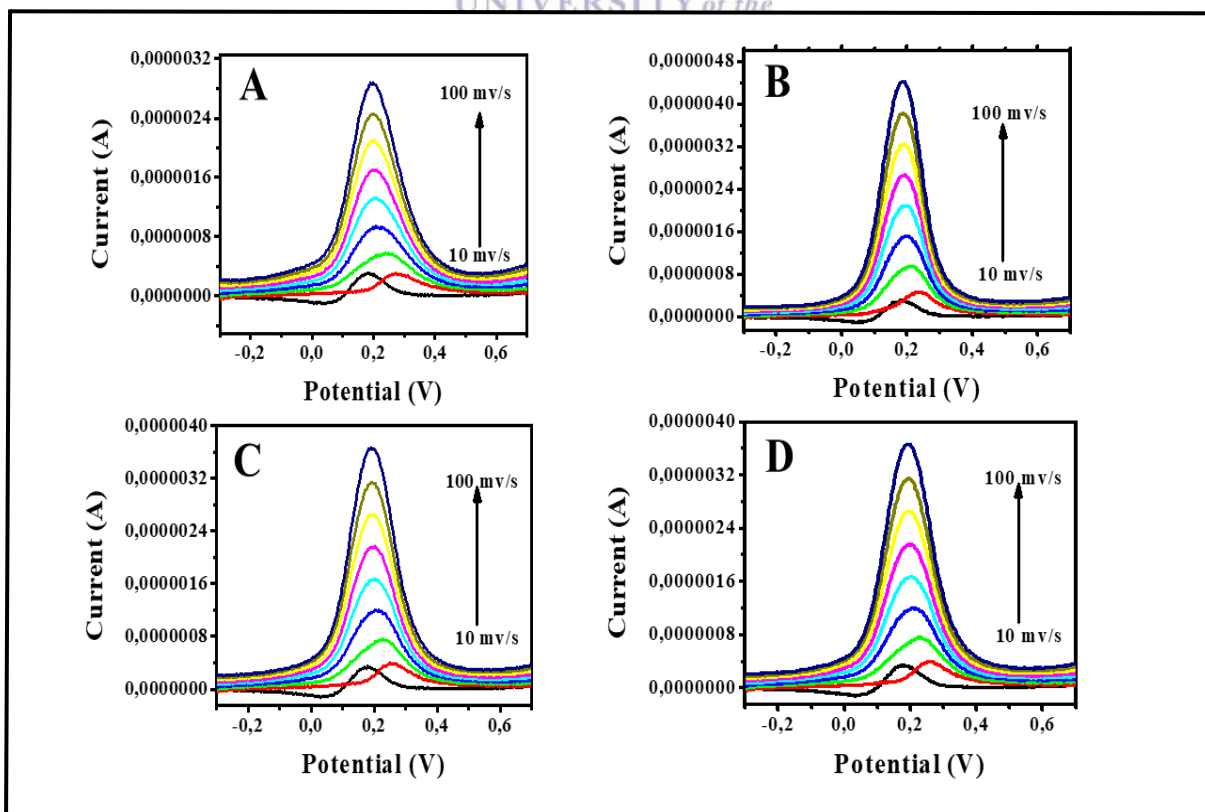 UNIVERSITY of the
A
Current (A)
0,0000032
0,0000024
0,0000016
0,0000008
0,0000000
100 mv/s
10 mv/s
-0,2 0,0 0,2 0,4 0,6
Potential (V)
B
Current (A)
0,0000048
0,0000040
0,0000032
0,0000024
0,0000016
0,0000008
0,0000000
100 mv/s
10 mv/s
-0,2 0,0 0,2 0,4 0,6
Potential (V)
C
Current (A)
0,0000040
0,0000032
0,0000024
0,0000016
0,0000008
0,0000000
100 mv/s
10 mv/s
-0,2 0,0 0,2 0,4 0,6
Potential (V)
D
Current (A)
0,0000040
0,0000032
0,0000024
0,0000016
0,0000008
0,0000000
100 mv/s
10 mv/s
-0,2 0,0 0,2 0,4 0,6
Potential (V)